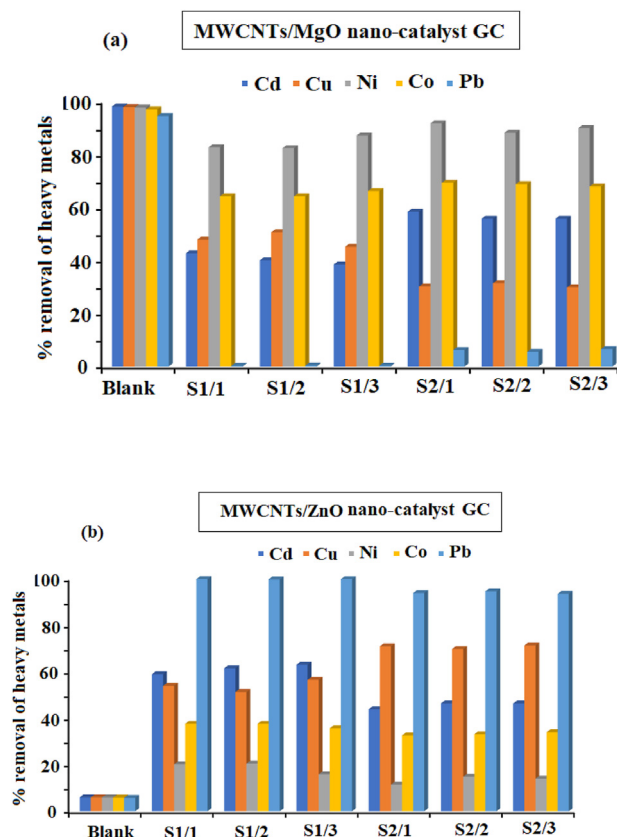 (a)
MWCNTs/MgO nano-catalyst GC
Cd Cu Ni Co Pb
% removal of heavy metals
100
80
60
40
20
0
Blank S1/1 S1/2 S1/3 S2/1 S2/2 S2/3
MWCNTs/ZnO nano-catalyst GC
(b)
Cd Cu Ni Co Pb
% removal of heavy metals
100
80
60
40
20
0
Blank S1/1 S1/2 S1/3 S2/1 S2/2 S2/3